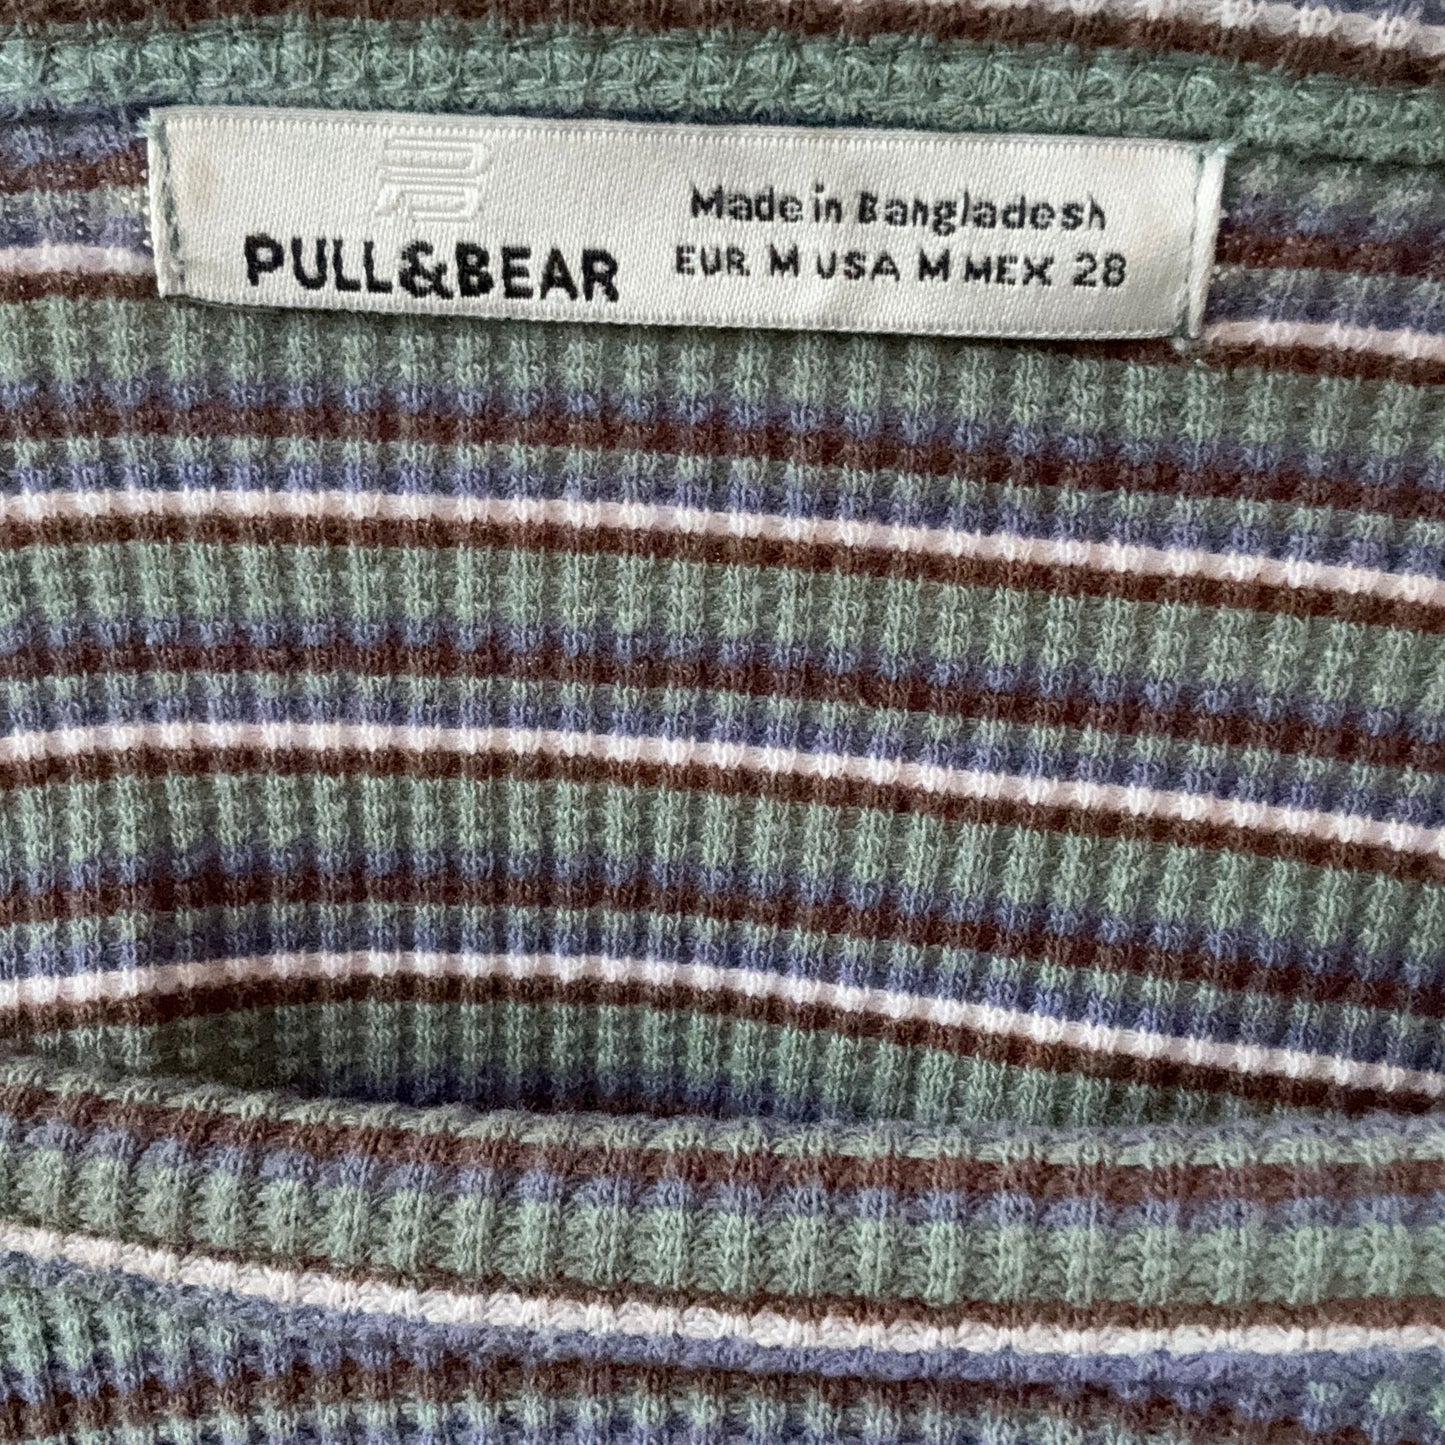 PULL&BEAR
Made in Bangladesh
EUR M USA M MEX 28